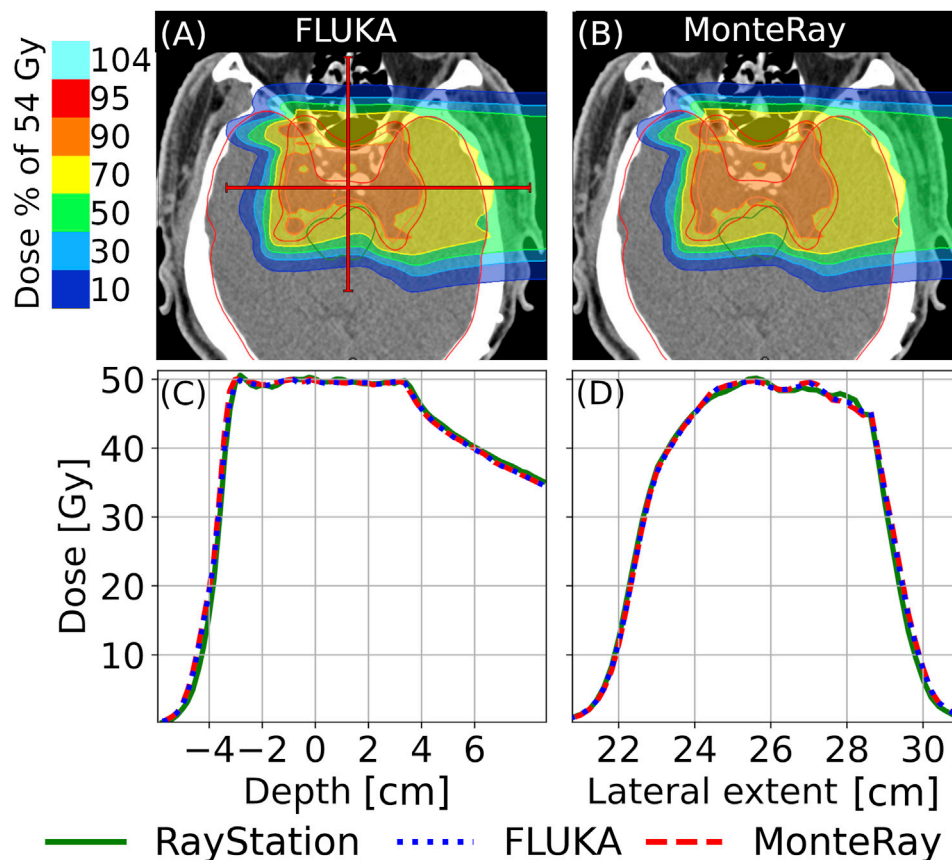 (A) FLUKA
(B) MonteRay
Dose % of 54 Gy
104
95
90
70
50
30
10
(C)
(D)
Dose [Gy]
50
40
30
20
10
−4 −2 0 2 4 6
Depth [cm]
22 24 26 28 30
Lateral extent [cm]
RayStation FLUKA MonteRay